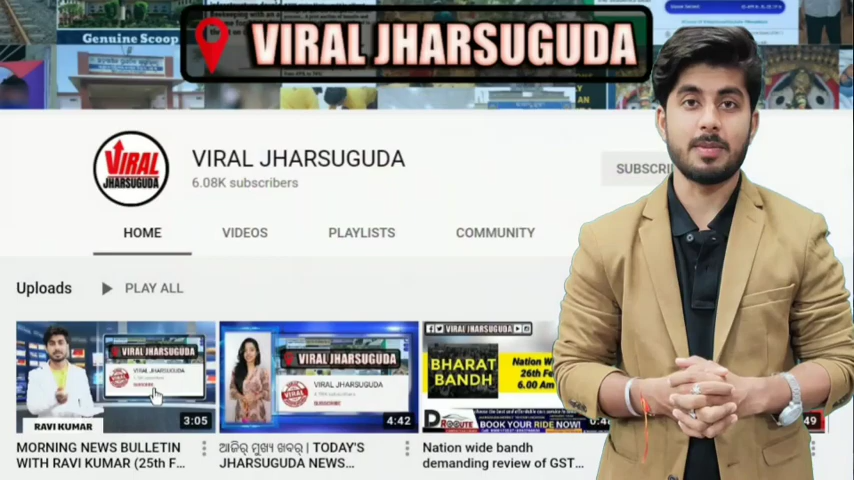 Genuine Scoop
VIRAL JHARSUGUDA
VIRAL
JHARSUGUDA
VIRAL JHARSUGUDA
6.08K subscribers
SUBSCRI
HOME
VIDEOS
PLAYLISTS
COMMUNITY
Uploads
PLAY ALL
VIRAL JHARSUGUDA
VIRAL JHARSUGUDA
RAVI KUMAR
3:05
VIRAL JHARSUGUDA
VIRAL JHARSUGUDA
4:42
VIRAL JHARSUGUDA
BHARAT
BANDH
Nation W
26th Fe
6.00 Am
BOOK YOUR RIDE NOW!
MORNING NEWS BULLETIN
WITH RAVI KUMAR (25th F...
ଆଜିର୍ ମୁଖ୍ୟ ଖବର୍ | TODAY'S
JHARSUGUDA NEWS...
Nation wide bandh
demanding review of GST...